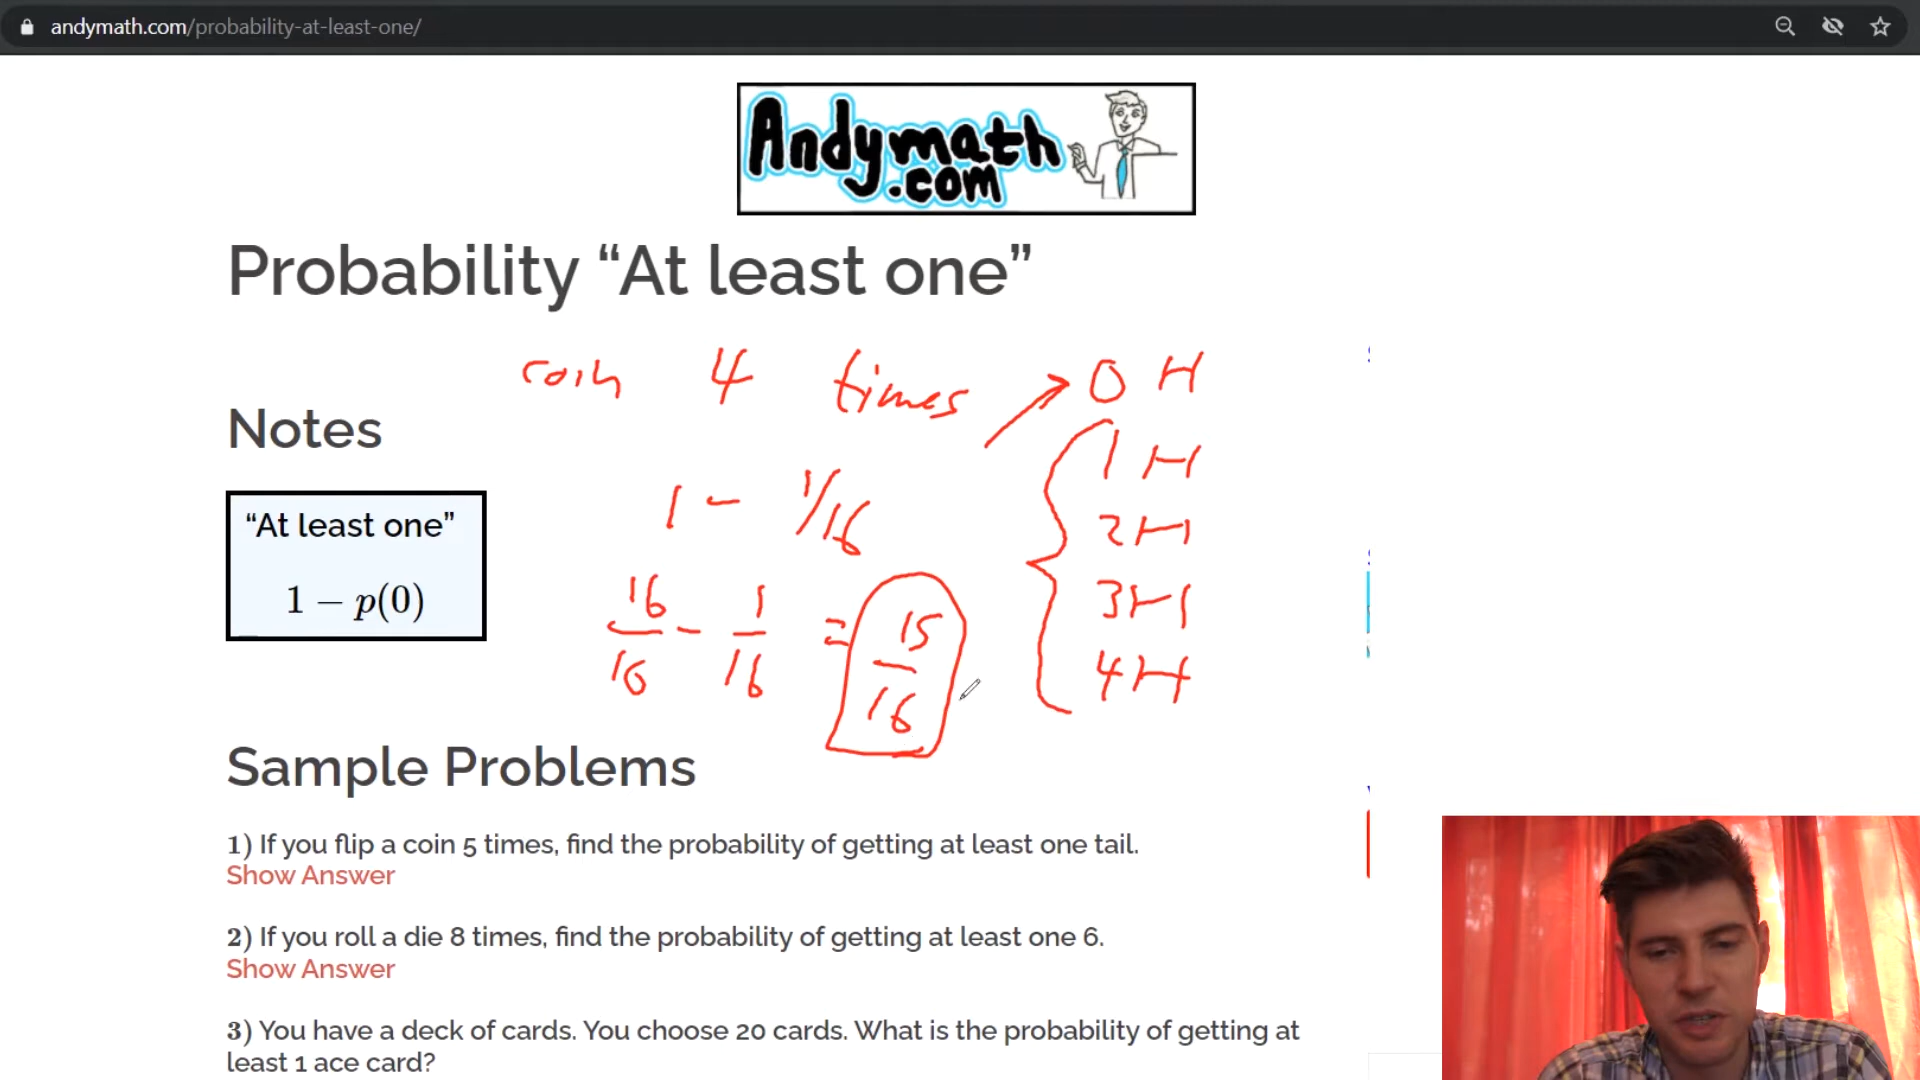 andymath.com/probability-at-least-one/
Andymath
.com
Probability “At least one”
coin 4 times
0 H
Notes
1 H
“At least one”
1 - 1/16
2H
1 − p(0)
16/16 - 1/16 = 15/16
3H
4H
Sample Problems
1) If you flip a coin 5 times, find the probability of getting at least one tail.
Show Answer
2) If you roll a die 8 times, find the probability of getting at least one 6.
Show Answer
3) You have a deck of cards. You choose 20 cards. What is the probability of getting at
least 1 ace card?